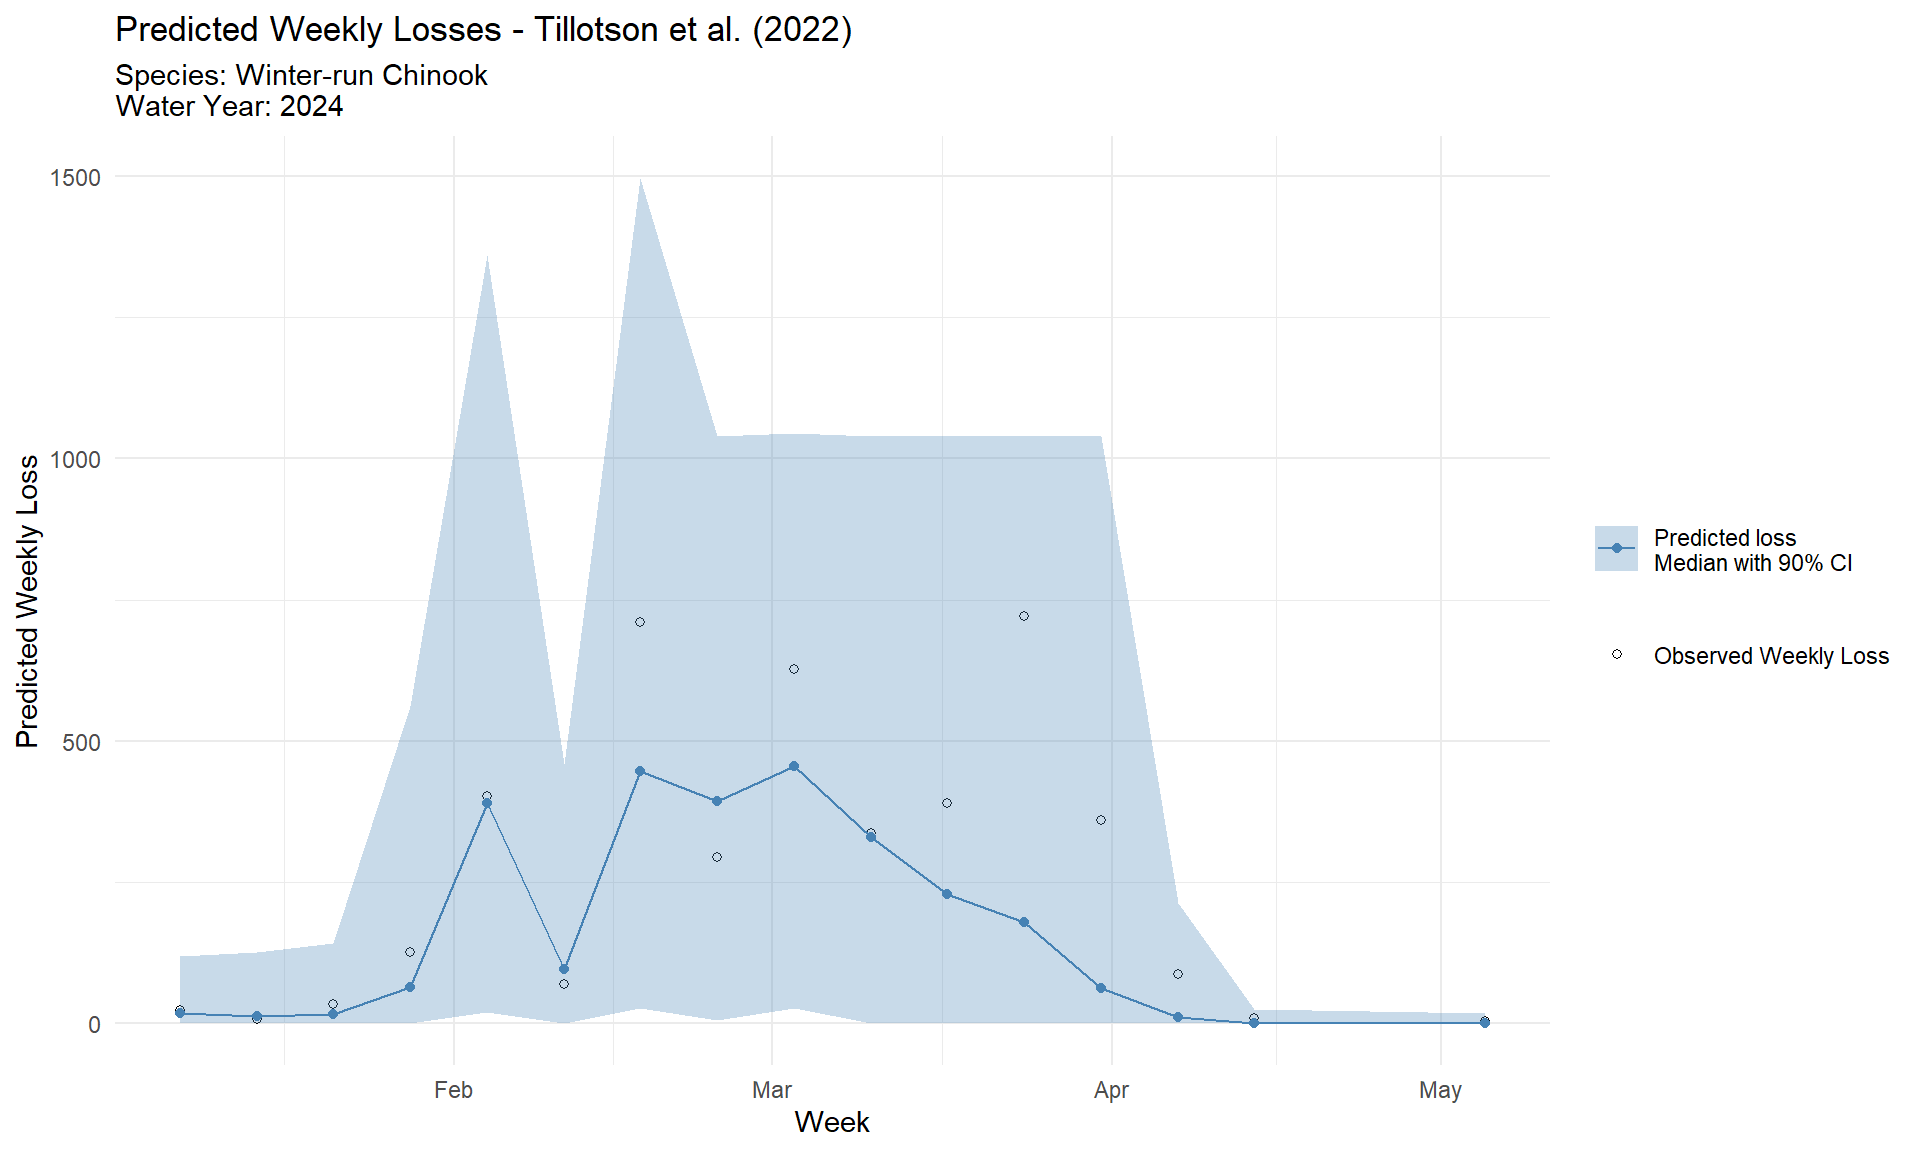 Predicted Weekly Losses - Tillotson et al. (2022)
Species: Winter-run Chinook
Water Year: 2024
Predicted Weekly Loss
1500
1000
500
0
Feb
Mar
Apr
May
Week
Predicted loss
Median with 90% CI
Observed Weekly Loss